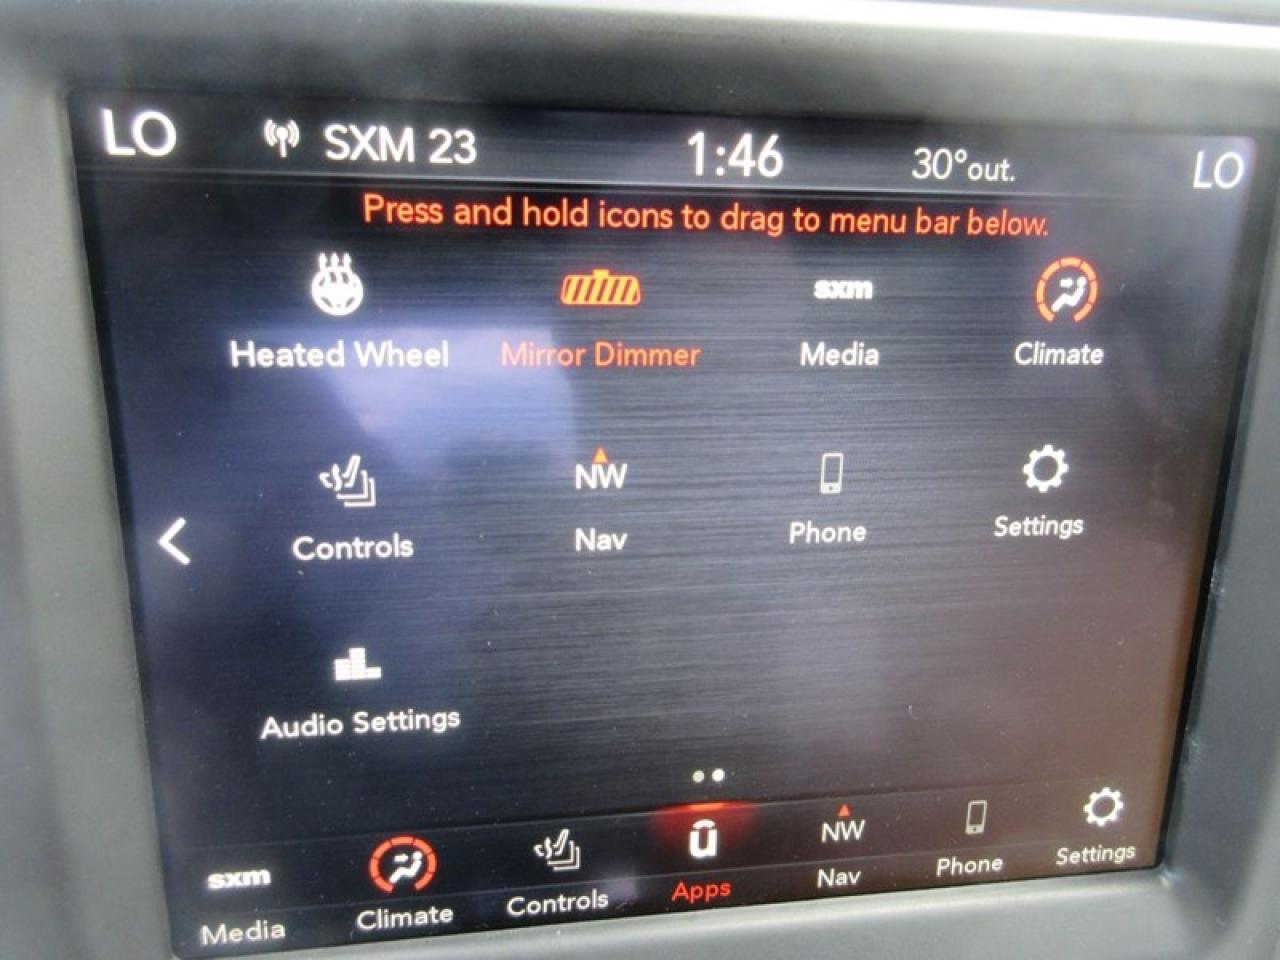 LO SXM 23 1:46 30°out. LO
Press and hold icons to drag to menu bar below.
sxm
Heated Wheel Mirror Dimmer Media Climate
NW
Controls Nav Phone Settings
Audio Settings
sxm NW
Media Climate Controls Apps Nav Phone Settings